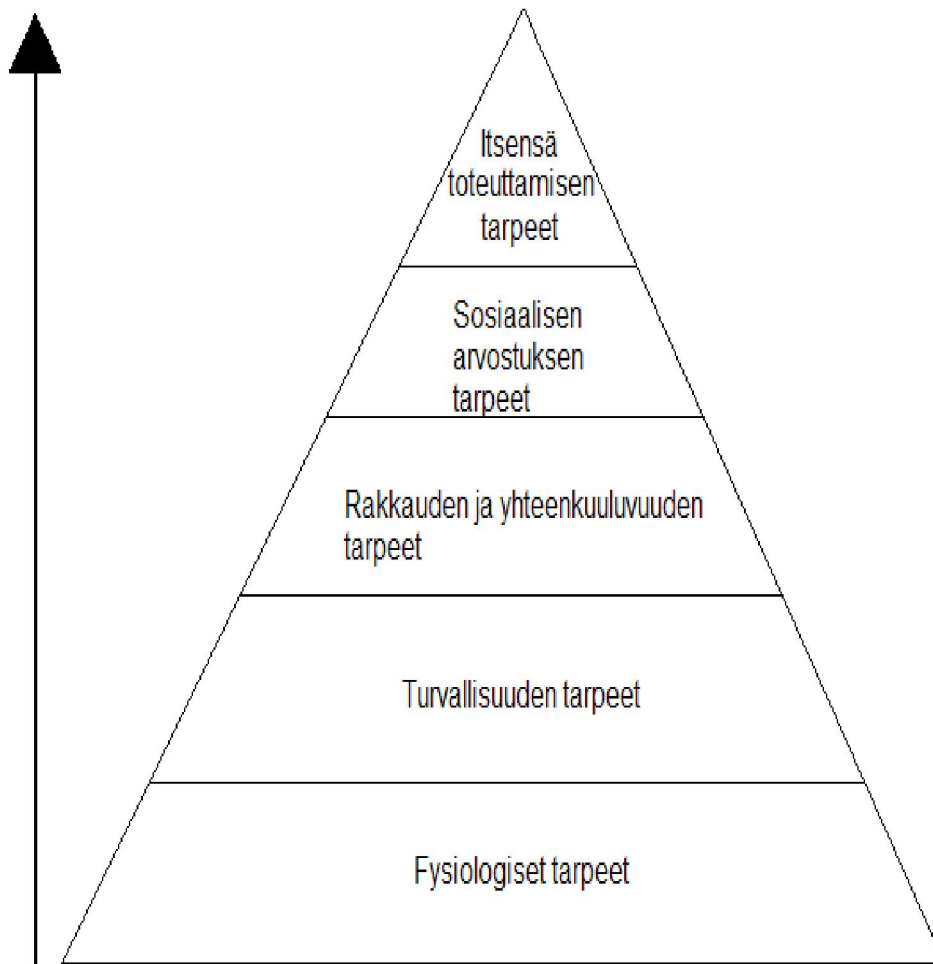 Itsensä
toteuttamisen
tarpeet
Sosiaalisen
arvostuksen
tarpeet
Rakkauden ja yhteenkuuluvuuden
tarpeet
Turvallisuuden tarpeet
Fysiologiset tarpeet